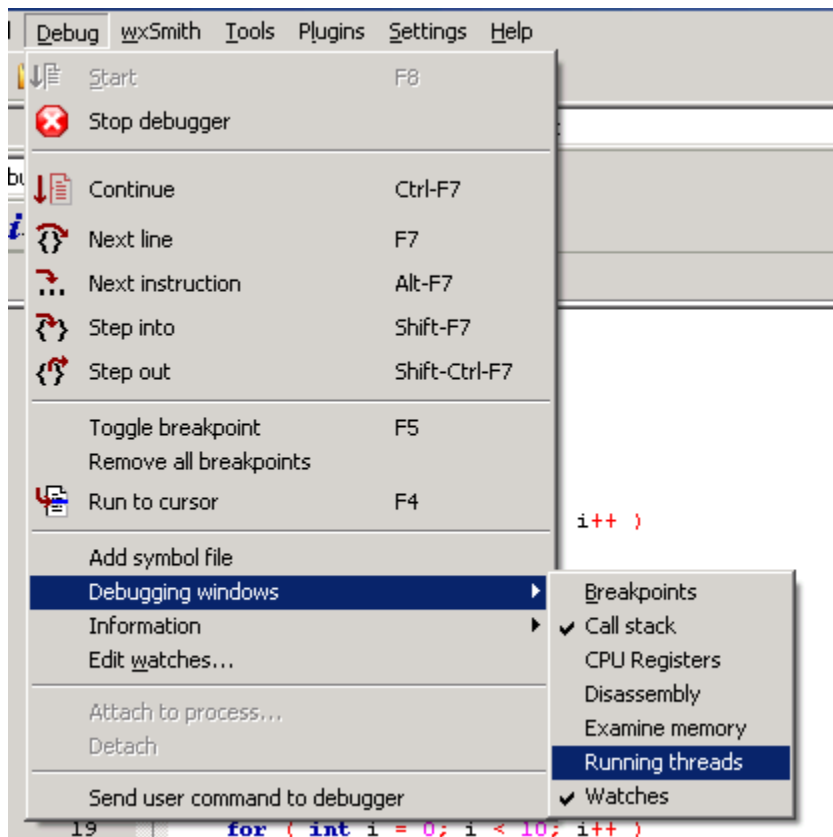 Debug wxSmith Tools Plugins Settings Help
Start F8
Stop debugger
Continue Ctrl-F7
Next line F7
Next instruction Alt-F7
Step into Shift-F7
Step out Shift-Ctrl-F7
Toggle breakpoint F5
Remove all breakpoints
Run to cursor F4
i++ )
Add symbol file
Debugging windows
Breakpoints
Information
Call stack
Edit watches...
CPU Registers
Disassembly
Attach to process...
Examine memory
Detach
Running threads
Send user command to debugger
Watches
19 for ( int i = 0; i < 10; i++ )